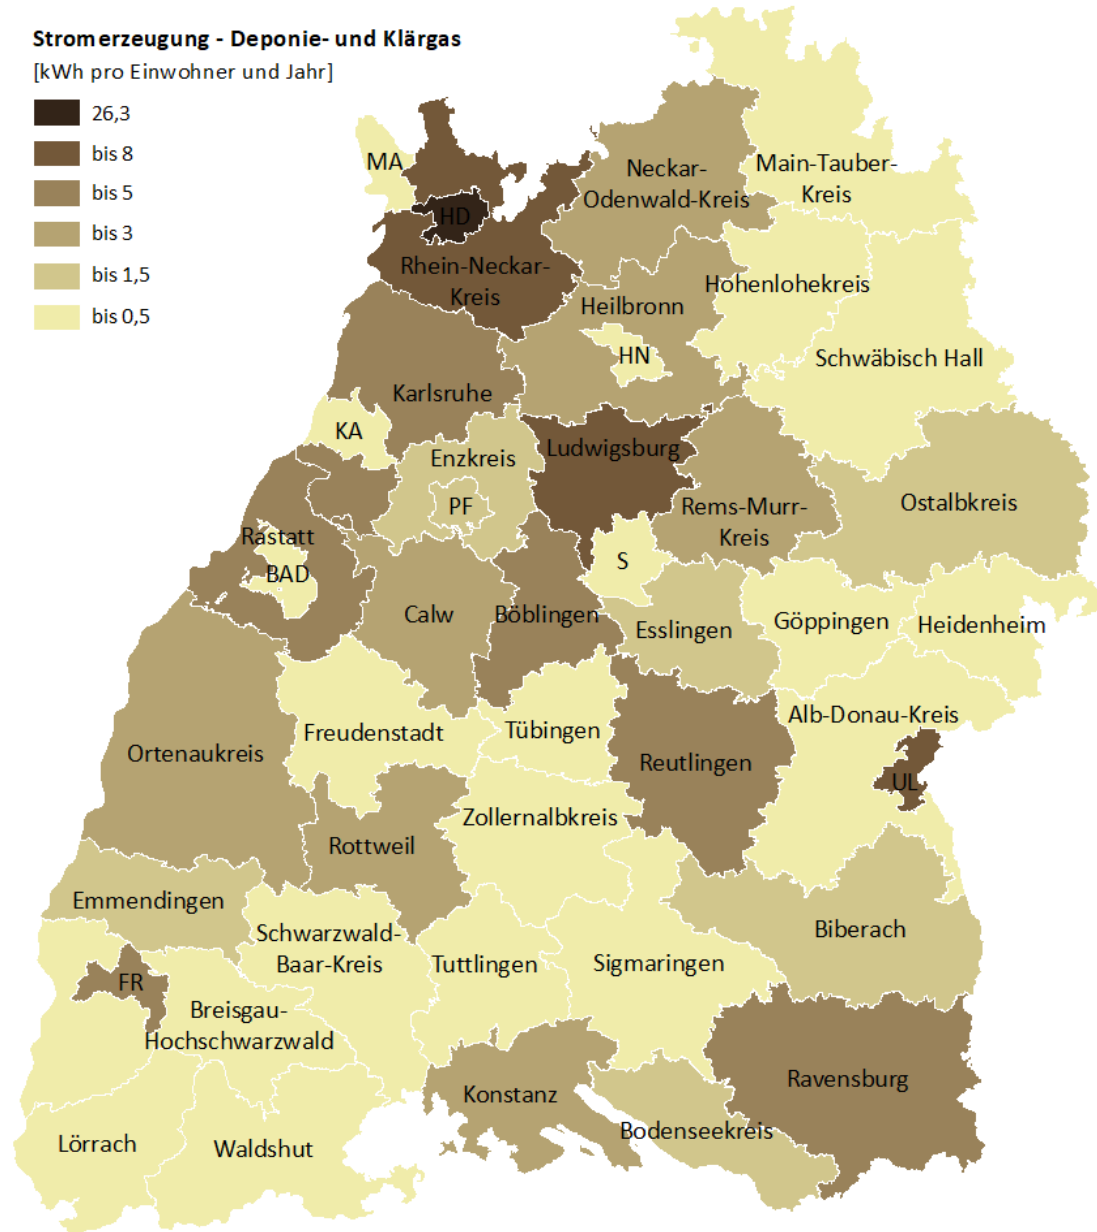 Stromerzeugung - Deponie- und Klärgas
[kWh pro Einwohner und Jahr]
26,3
bis 8
bis 5
bis 3
bis 1,5
bis 0,5
MA
HD
Rhein-Neckar-
Kreis
Neckar-
Odenwald-Kreis
Main-Tauber-
Kreis
Hohenlohekreis
Heilbronn
HN
Schwäbisch Hall
Karlsruhe
KA
Enzkreis
PF
Ludwigsburg
Rems-Murr-
Kreis
Ostalbkreis
Rastatt
BAD
S
Calw
Böblingen
Esslingen
Göppingen
Heidenheim
Alb-Donau-Kreis
UL
Freudenstadt
Tübingen
Reutlingen
Ortenaukreis
Zollernalbkreis
Rottweil
Emmendingen
Schwarzwald-
Baar-Kreis
Tuttlingen
Sigmaringen
Biberach
FR
Breisgau-
Hochschwarzwald
Konstanz
Ravensburg
Bodenseekreis
Lörrach
Waldshut